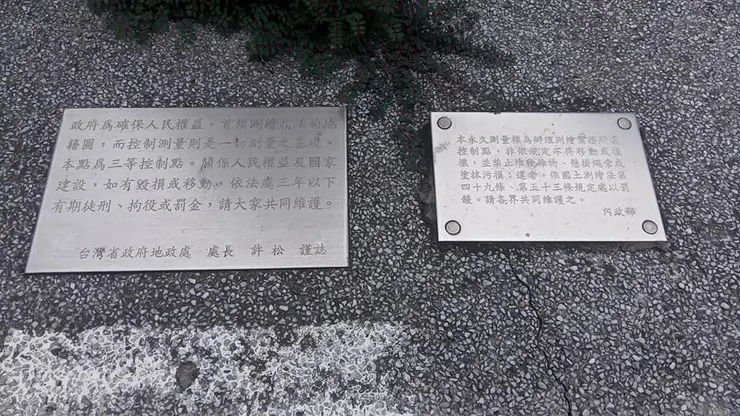 政府為確保人民權益，首須測繪精準的地
籍圖，而控制測量則是一切測量之基礎。
本點為三等控制點。關係人民權益及國家
建設，如有毀損或移動，依法處三年以下
有期徒刑、拘役或罰金，請大家共同維護。
台灣省政府地政處 處長 許松 謹誌
本永久測量標為辦理測繪業務所需
控制點，非依規定不得移動或損
壞，並禁止堆積雜物、懸掛繩索或
塗抹污損；違者，依國土測繪法第
四十九條、第五十三條規定處以罰
鍰。請各界共同維護之。
內政部